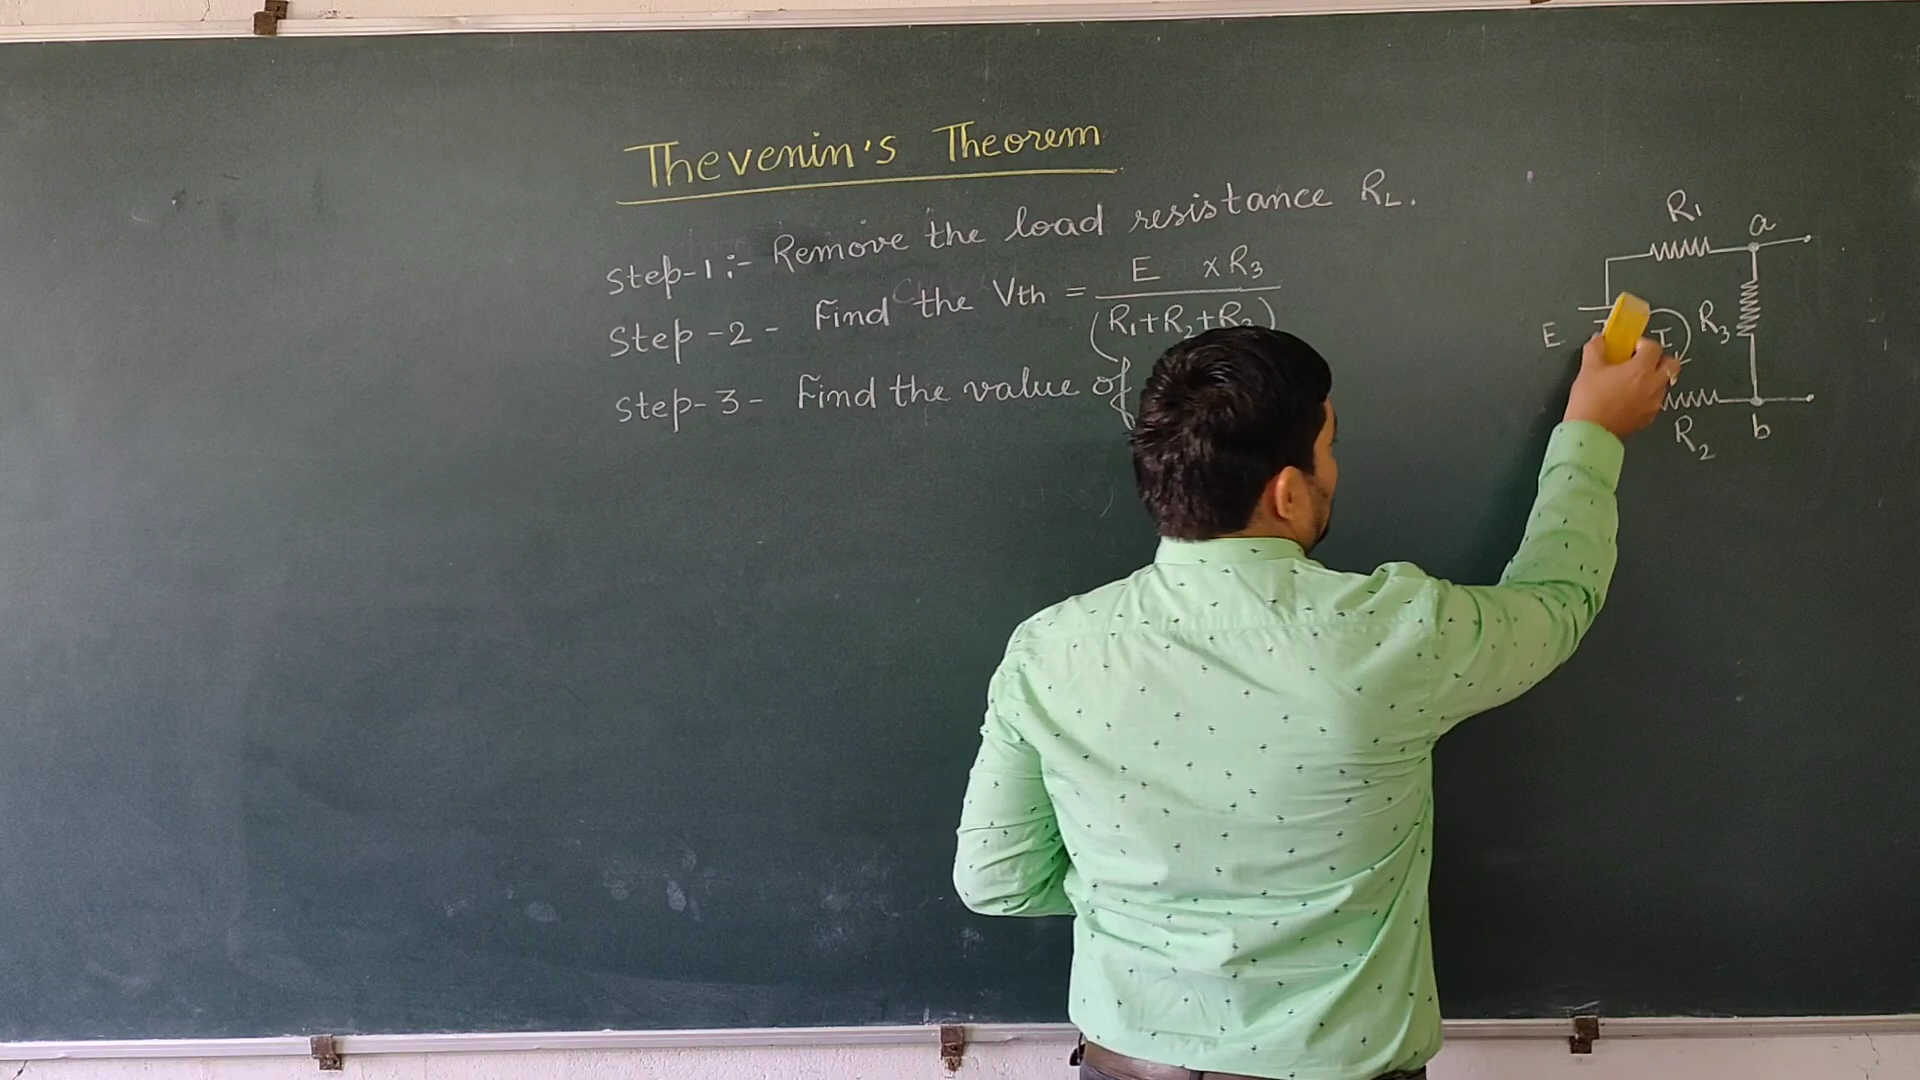 Thevenin's Theorem
Step-1:- Remove the load resistance RL.
Step-2- Find the Vth = E x R3
(R1+R2+R3)
Step-3- Find the value of
R1
a
E
I
R3
R2
b